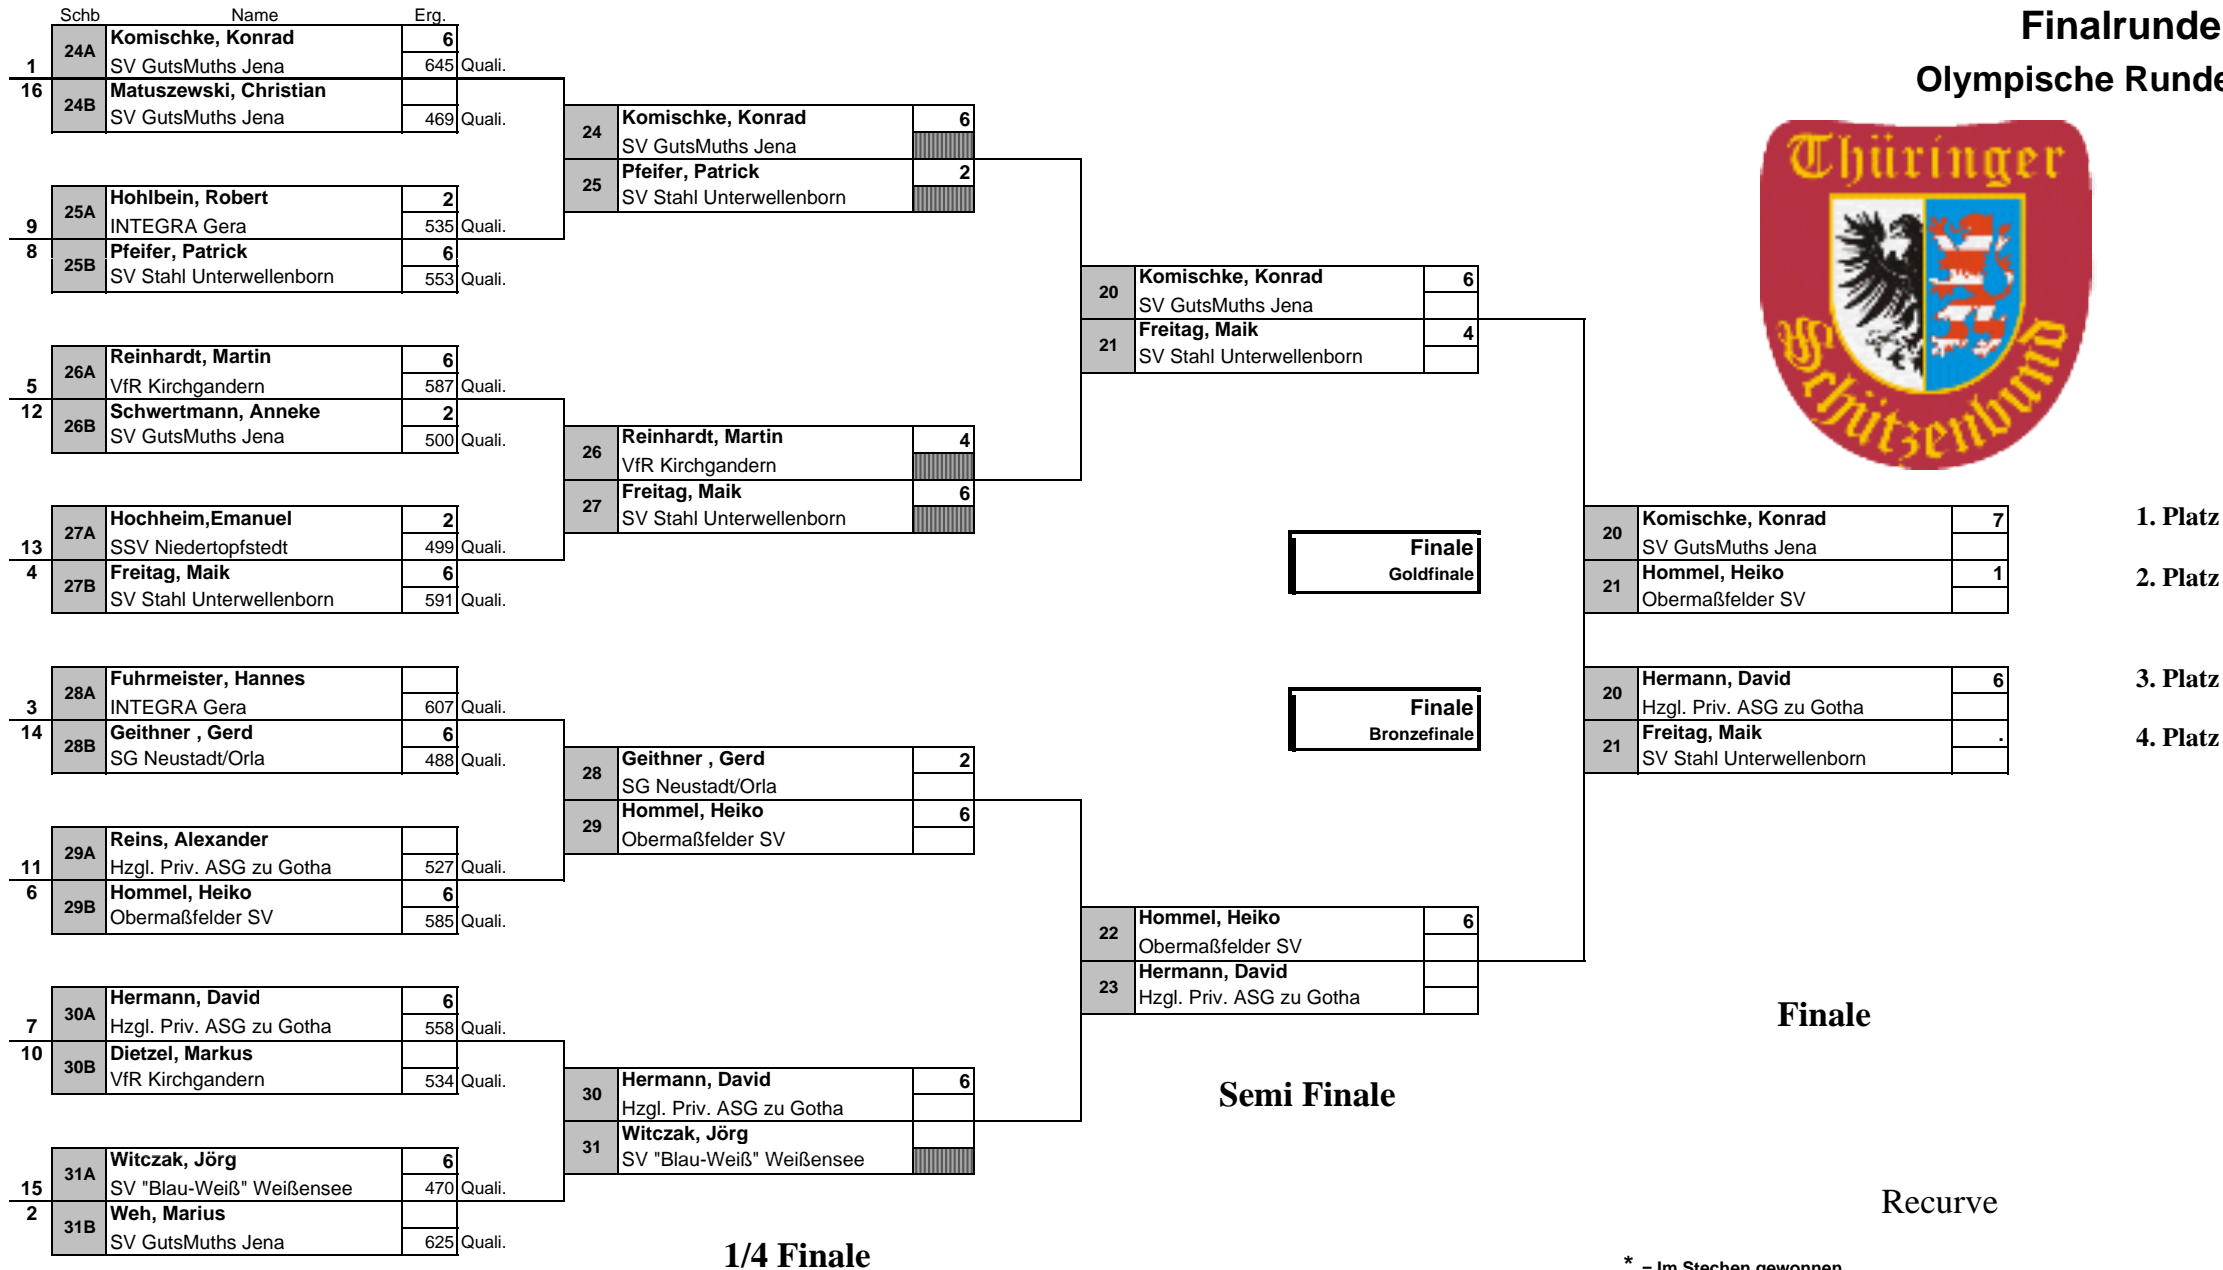 Schb Name Erg.
Finalrunde
Olympische Runde
24A Komischke, Konrad 6
1 SV GutsMuths Jena 645 Quali.
16 24B Matuszewski, Christian
SV GutsMuths Jena 469 Quali.
25A Hohlbein, Robert 2
9 INTEGRA Gera 535 Quali.
8 25B Pfeifer, Patrick 6
SV Stahl Unterwellenborn 553 Quali.
26A Reinhardt, Martin 6
5 VfR Kirchgandern 587 Quali.
12 26B Schwertmann, Anneke 2
SV GutsMuths Jena 500 Quali.
27A Hochheim,Emanuel 2
13 SSV Niedertopfstedt 499 Quali.
4 27B Freitag, Maik 6
SV Stahl Unterwellenborn 591 Quali.
28A Fuhrmeister, Hannes
3 INTEGRA Gera 607 Quali.
14 28B Geithner , Gerd 6
SG Neustadt/Orla 488 Quali.
29A Reins, Alexander
11 Hzgl. Priv. ASG zu Gotha 527 Quali.
6 29B Hommel, Heiko 6
Obermaßfelder SV 585 Quali.
30A Hermann, David 6
7 Hzgl. Priv. ASG zu Gotha 558 Quali.
10 30B Dietzel, Markus
VfR Kirchgandern 534 Quali.
31A Witczak, Jörg 6
15 SV "Blau-Weiß" Weißensee 470 Quali.
2 31B Weh, Marius
SV GutsMuths Jena 625 Quali.
24 Komischke, Konrad 6
SV GutsMuths Jena
25 Pfeifer, Patrick 2
SV Stahl Unterwellenborn
26 Reinhardt, Martin 4
VfR Kirchgandern
27 Freitag, Maik 6
SV Stahl Unterwellenborn
28 Geithner , Gerd 2
SG Neustadt/Orla
29 Hommel, Heiko 6
Obermaßfelder SV
30 Hermann, David 6
Hzgl. Priv. ASG zu Gotha
31 Witczak, Jörg
SV "Blau-Weiß" Weißensee
1/4 Finale
20 Komischke, Konrad 6
SV GutsMuths Jena
21 Freitag, Maik 4
SV Stahl Unterwellenborn
Finale
Goldfinale
Finale
Bronzefinale
22 Hommel, Heiko 6
Obermaßfelder SV
23 Hermann, David
Hzgl. Priv. ASG zu Gotha
Semi Finale
Thüringer
Schützenbund
20 Komischke, Konrad 7 1. Platz
SV GutsMuths Jena
21 Hommel, Heiko 1 2. Platz
Obermaßfelder SV
20 Hermann, David 6 3. Platz
Hzgl. Priv. ASG zu Gotha
21 Freitag, Maik . 4. Platz
SV Stahl Unterwellenborn
Finale
Recurve
* = Im Stechen gewonnen